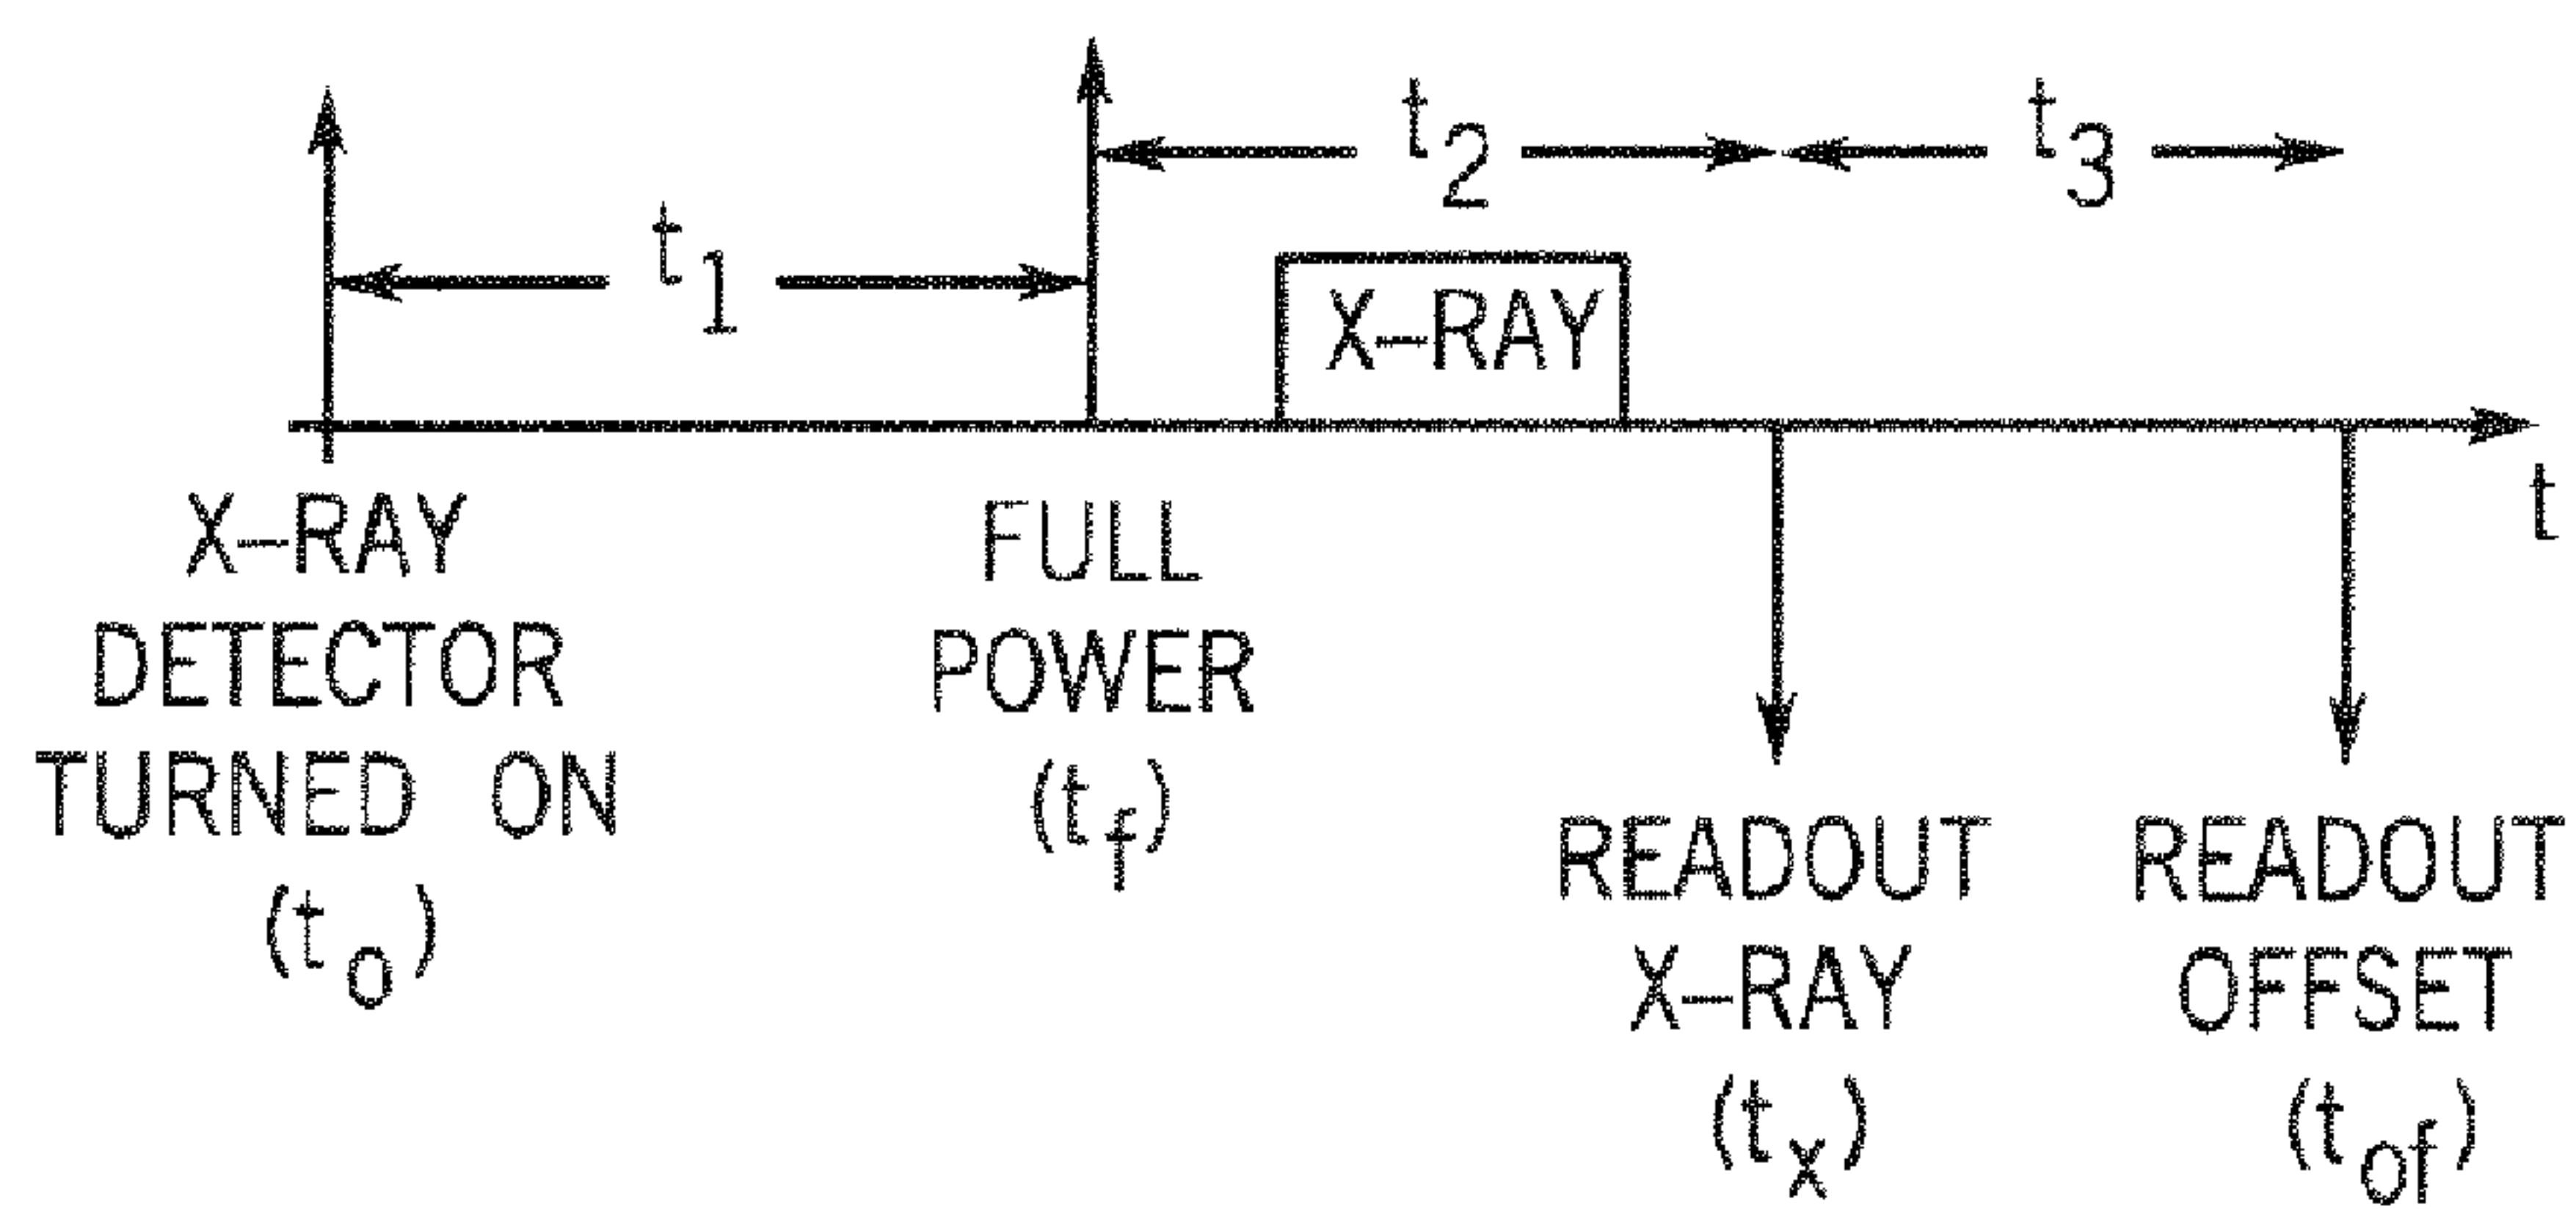 t2
t3
t1
X-RAY
t
X-RAY
DETECTOR
TURNED ON
(to)
FULL
POWER
(tf)
READOUT
X-RAY
(tx)
READOUT
OFFSET
(tof)